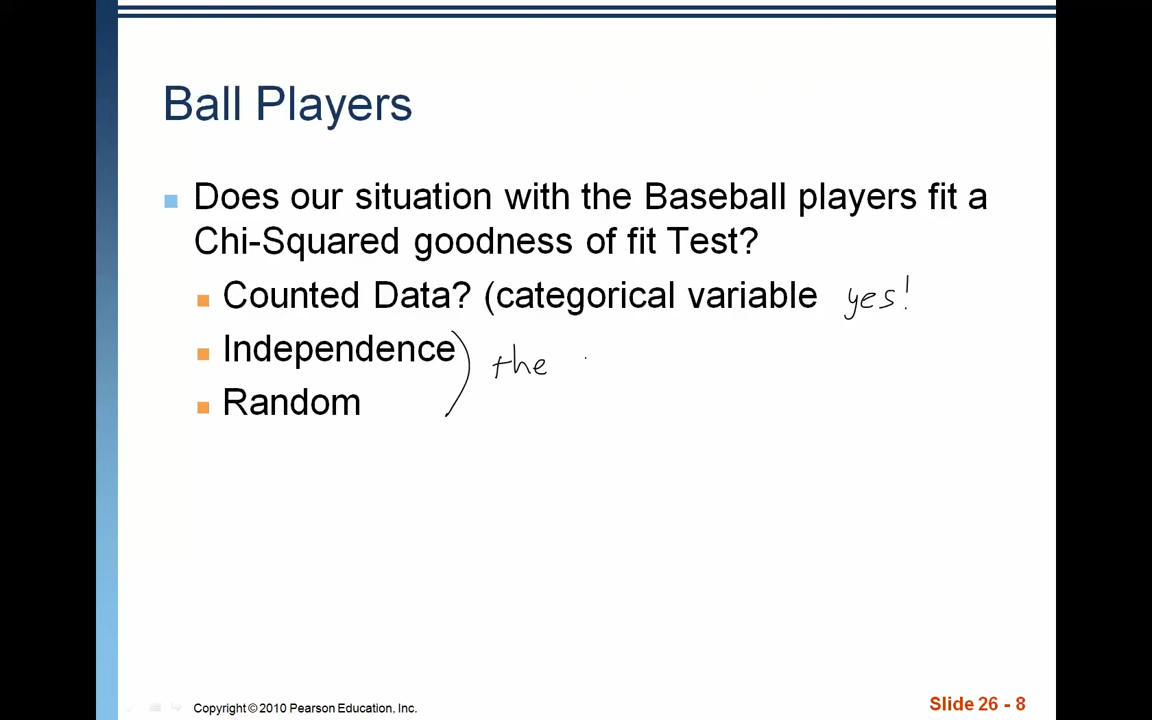 Ball Players
Does our situation with the Baseball players fit a
Chi-Squared goodness of fit Test?
Counted Data? (categorical variable yes!
Independence
the
Random
Copyright © 2010 Pearson Education, Inc.
Slide 26 - 8